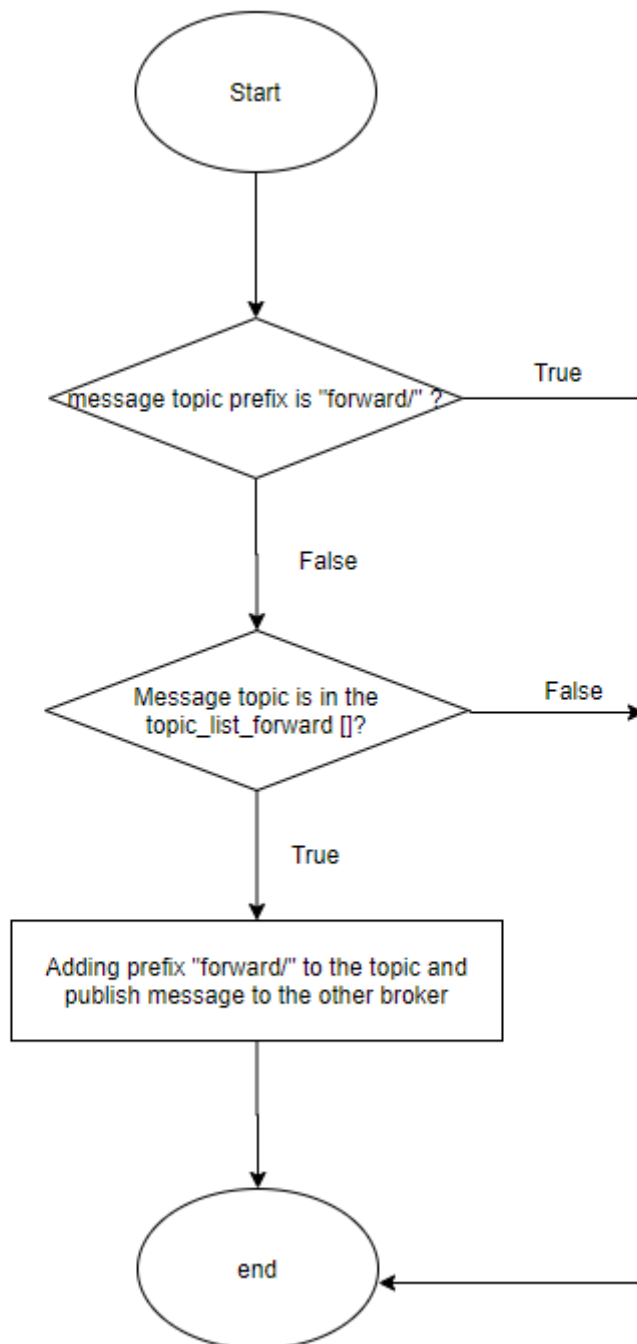 Start
message topic prefix is "forward/" ?
True
False
Message topic is in the
topic_list_forward []?
False
True
Adding prefix "forward/" to the topic and
publish message to the other broker
end